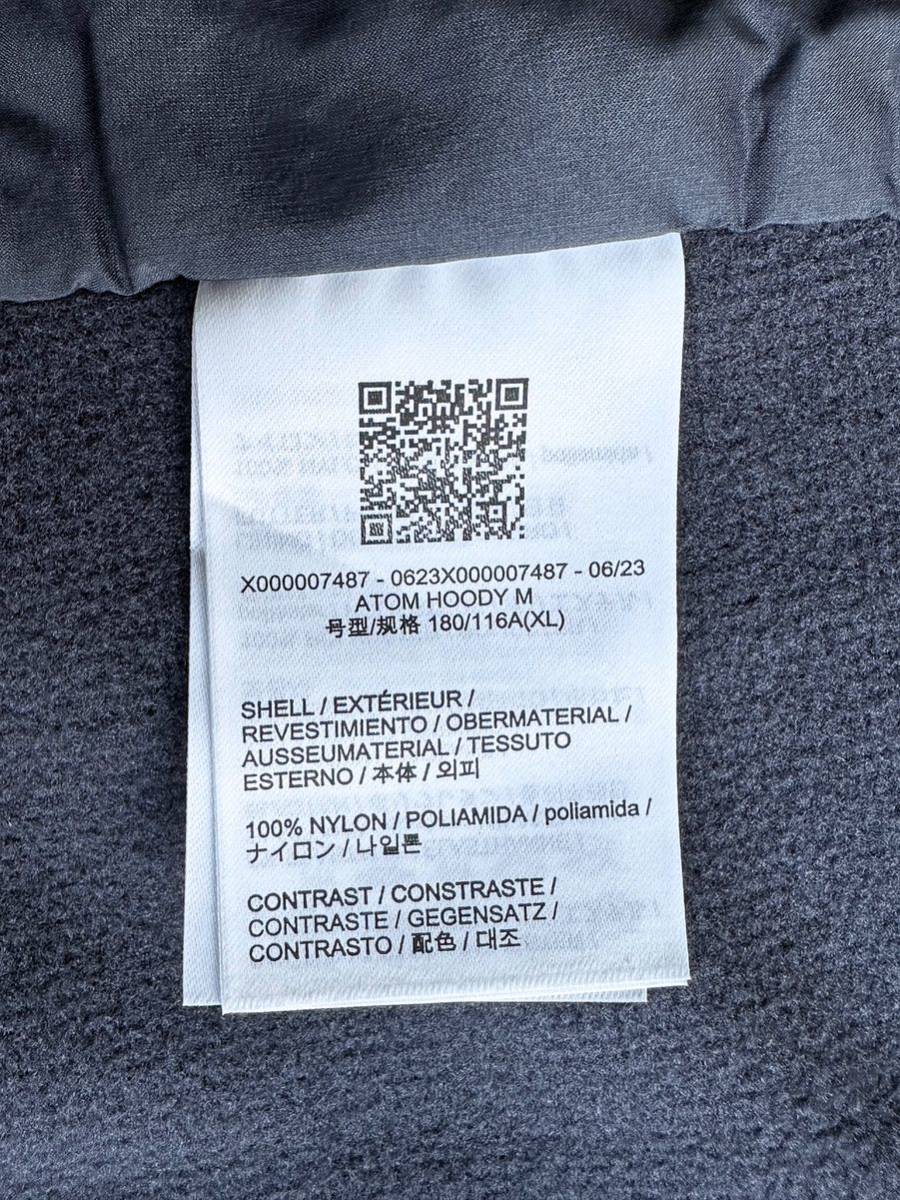 X000007487 - 0623X000007487 - 06/23
ATOM HOODY M
号型/规格 180/116A(XL)
SHELL / EXTÉRIEUR /
REVESTIMIENTO / OBERMATERIAL /
AUSSEUMATERIAL / TESSUTO
ESTERNO / 本体 / 외피
100% NYLON / POLIAMIDA / poliamida /
ナイロン / 나일론
CONTRAST / CONSTRASTE /
CONTRASTE / GEGENSATZ /
CONTRASTO / 配色 / 대조